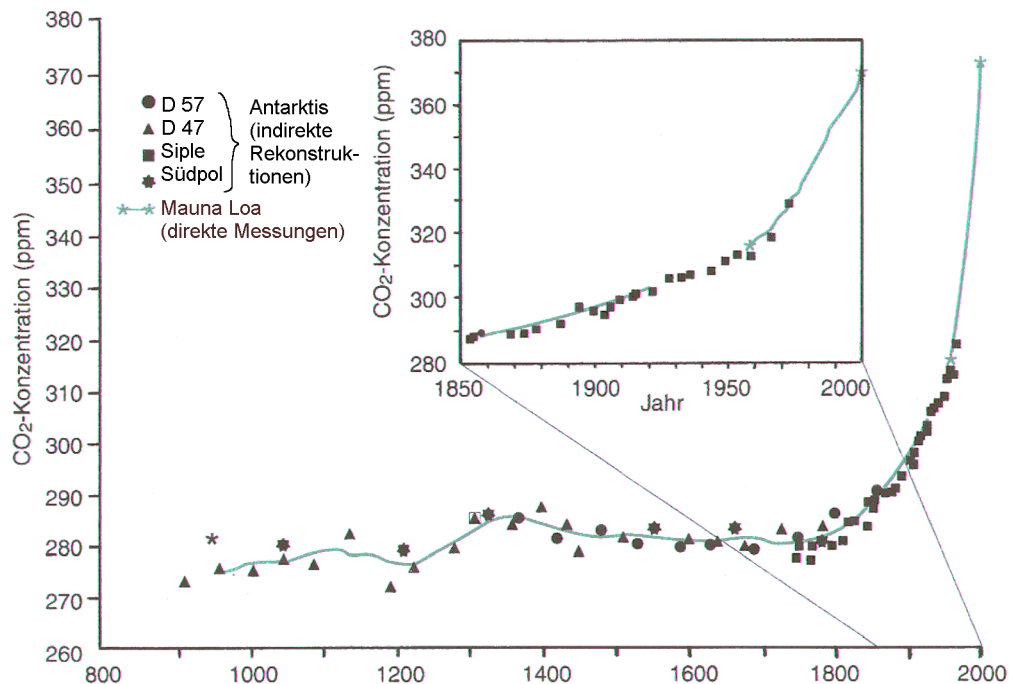 380
370
360
350
340
330
320
310
300
290
280
270
260
CO2-Konzentration (ppm)
800
1000
1200
1400
1600
1800
2000
D 57
D 47
Siple
Südpol
Antarktis
(indirekte
Rekonstruk-
tionen)
Mauna Loa
(direkte Messungen)
380
360
340
320
300
280
CO2-Konzentration (ppm)
1850
1900
1950
2000
Jahr